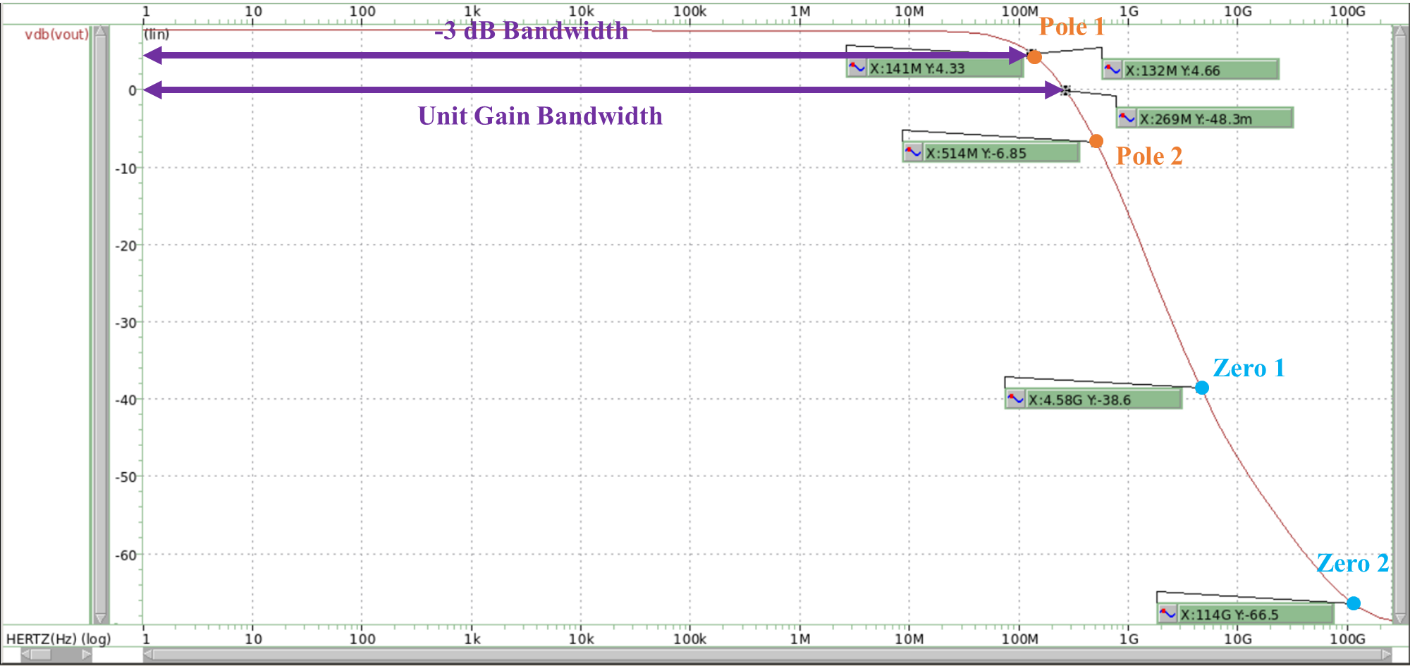 1 10 100 1k 10k 100k 1M 10M 100M 1G 10G 100G
vdb(vout)
(lin)
-3 dB Bandwidth
Pole 1
X:141M Y:4.33
X:132M Y:4.66
0
Unit Gain Bandwidth
X:269M Y:-48.3m
X:514M Y:-6.85
Pole 2
-10
-20
-30
Zero 1
-40
X:4.58G Y:-38.6
-50
-60
Zero 2
X:114G Y:-66.5
HERTZ(Hz) (log)
1 10 100 1k 10k 100k 1M 10M 100M 1G 10G 100G